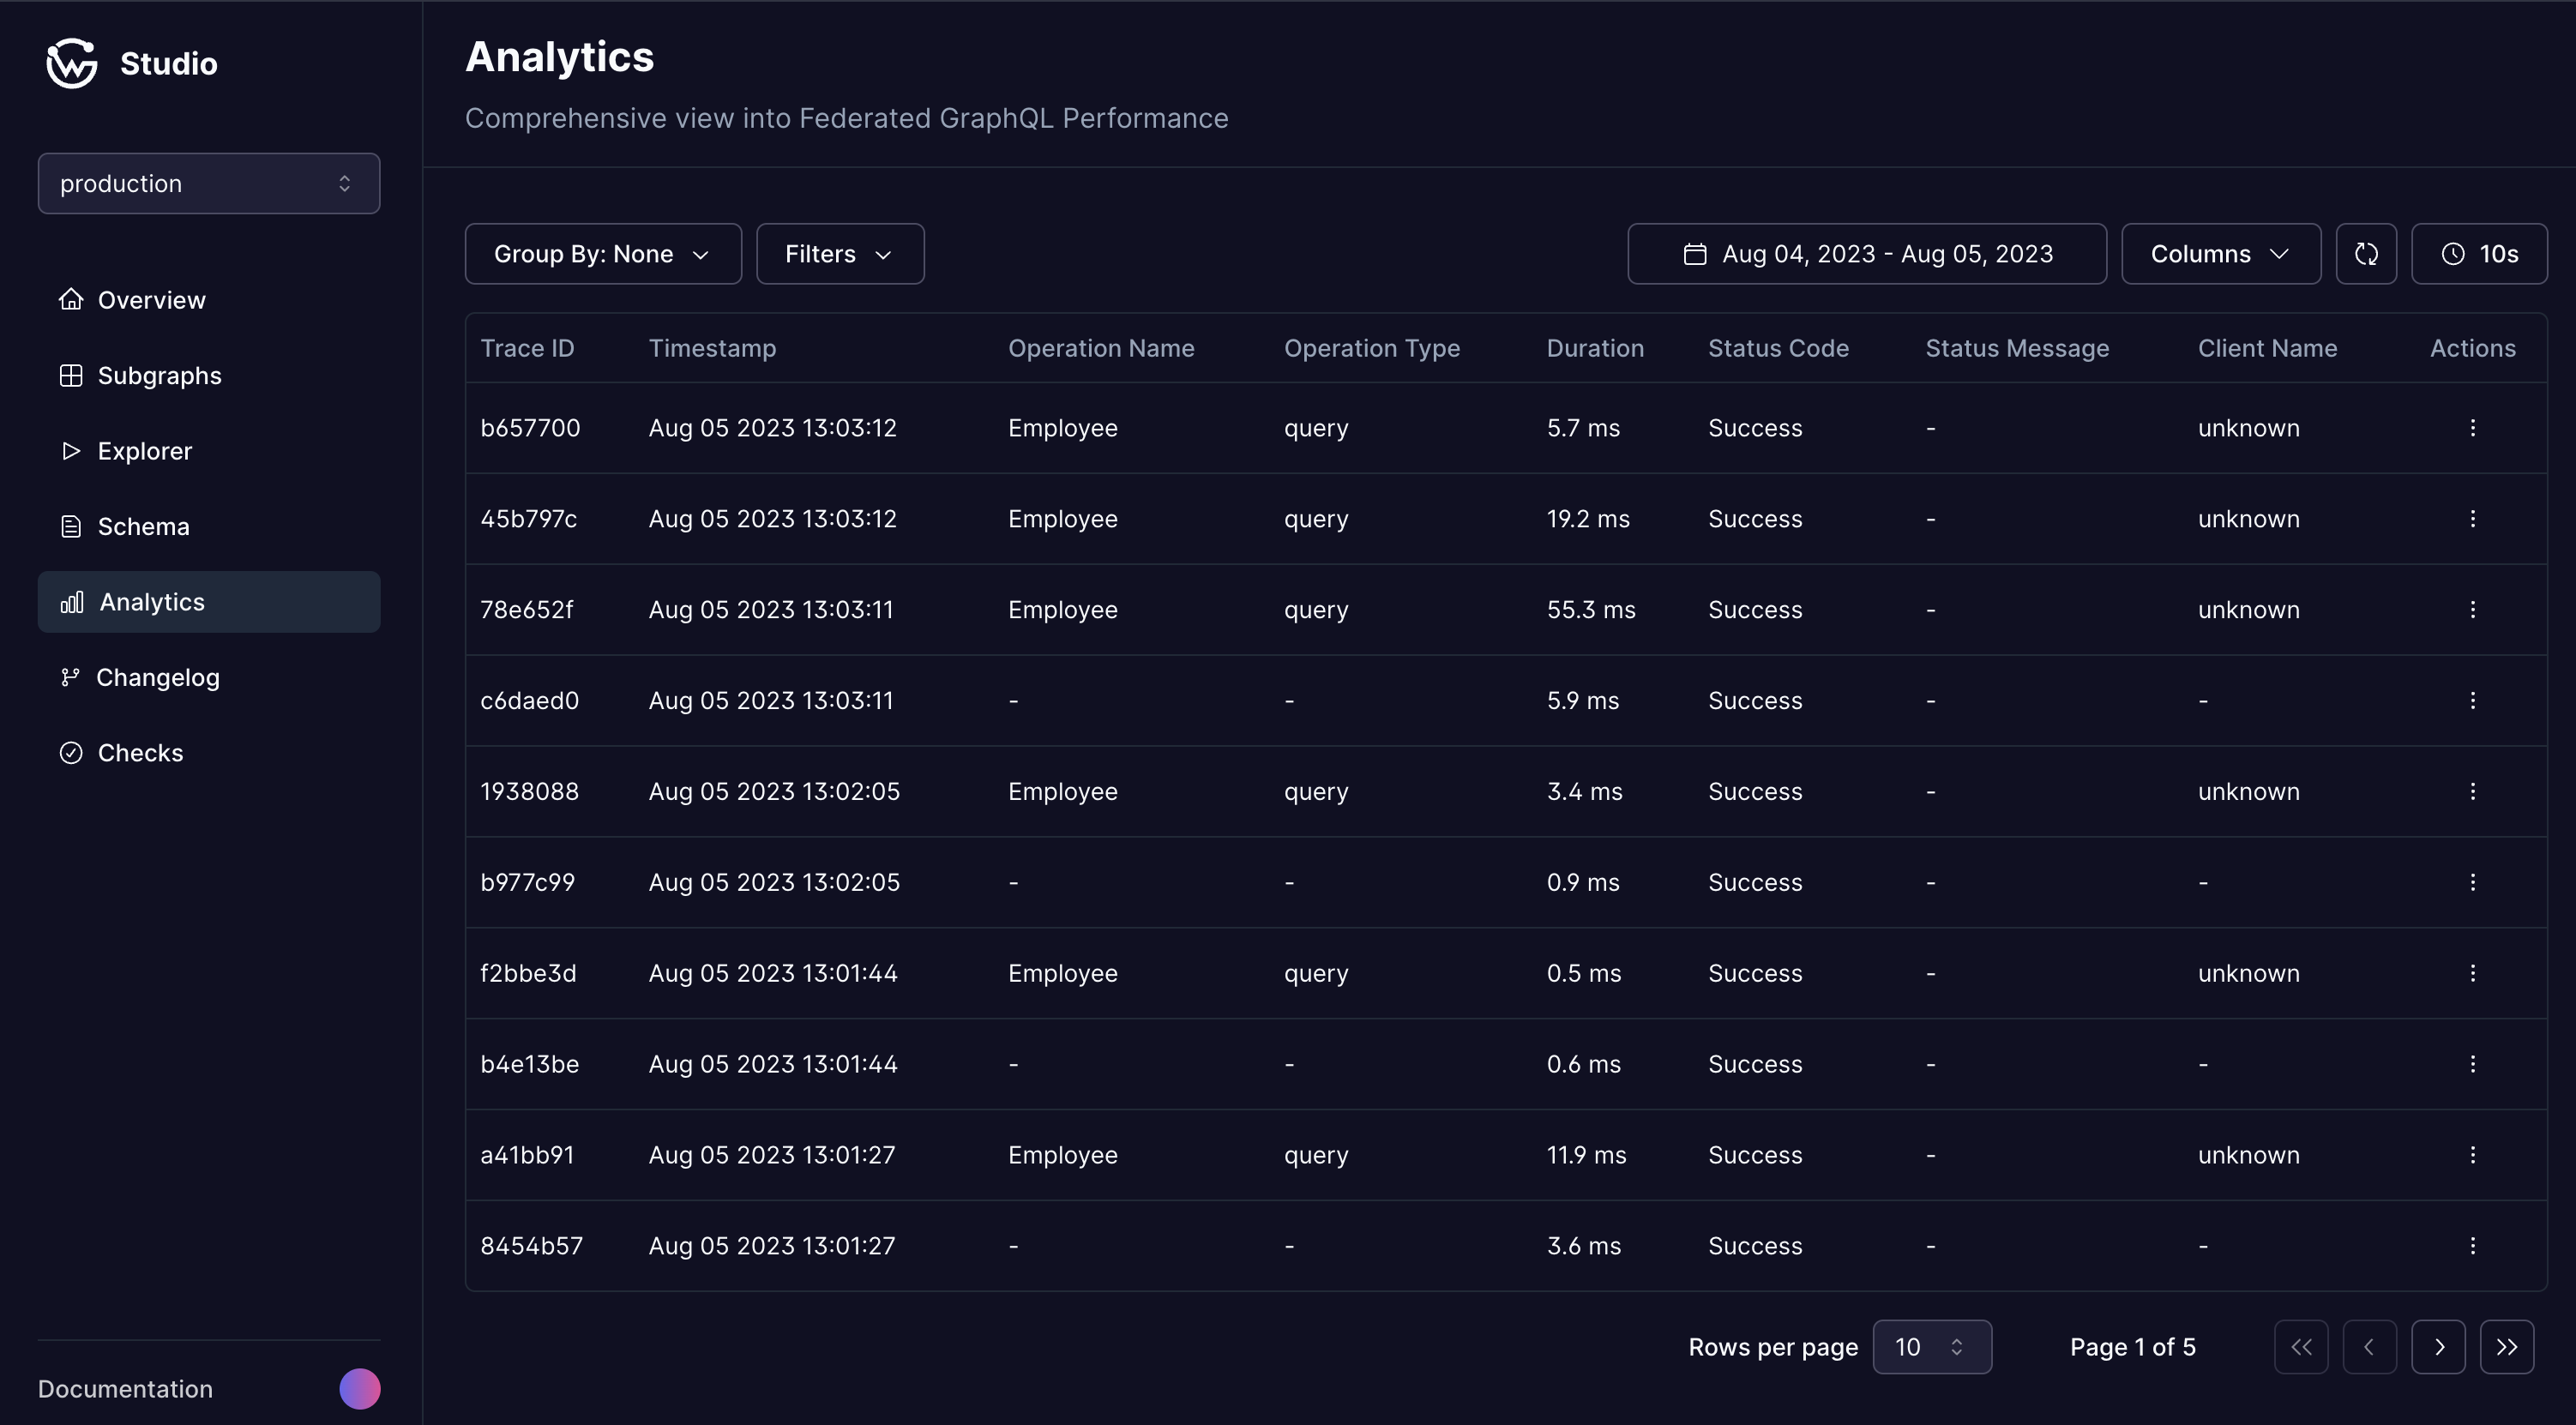 Studio
production
Overview
Subgraphs
Explorer
Schema
Analytics
Changelog
Checks
Documentation
Analytics
Comprehensive view into Federated GraphQL Performance
Group By: None Filters Aug 04, 2023 - Aug 05, 2023 Columns 10s
Trace ID Timestamp Operation Name Operation Type Duration Status Code Status Message Client Name Actions
b657700 Aug 05 2023 13:03:12 Employee query 5.7 ms Success - unknown
45b797c Aug 05 2023 13:03:12 Employee query 19.2 ms Success - unknown
78e652f Aug 05 2023 13:03:11 Employee query 55.3 ms Success - unknown
c6daed0 Aug 05 2023 13:03:11 - - 5.9 ms Success - -
1938088 Aug 05 2023 13:02:05 Employee query 3.4 ms Success - unknown
b977c99 Aug 05 2023 13:02:05 - - 0.9 ms Success - -
f2bbe3d Aug 05 2023 13:01:44 Employee query 0.5 ms Success - unknown
b4e13be Aug 05 2023 13:01:44 - - 0.6 ms Success - -
a41bb91 Aug 05 2023 13:01:27 Employee query 11.9 ms Success - unknown
8454b57 Aug 05 2023 13:01:27 - - 3.6 ms Success - -
Rows per page 10 Page 1 of 5